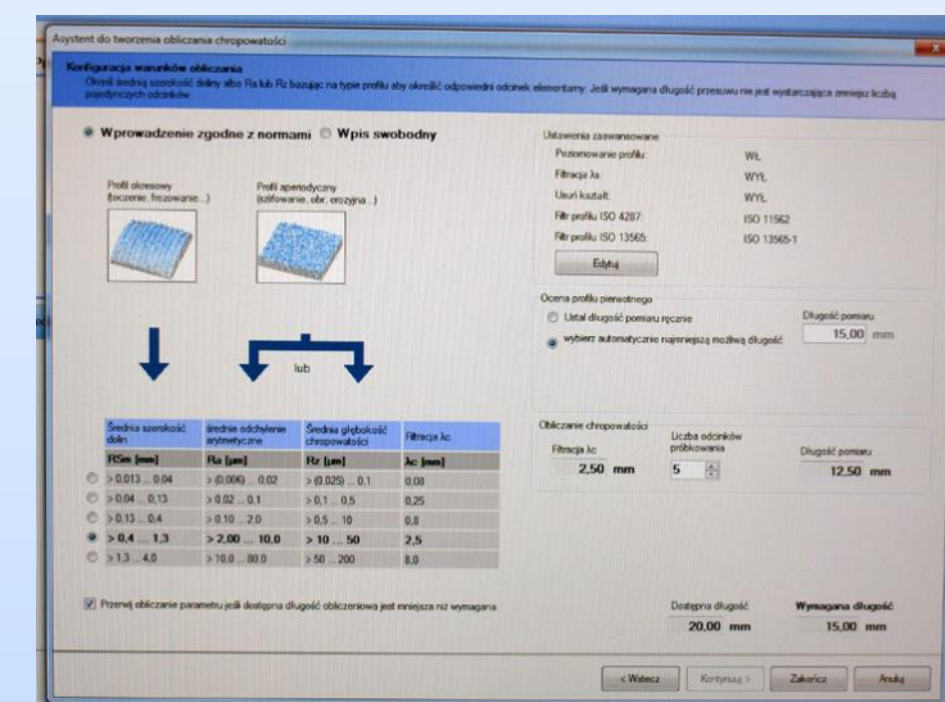 Asystent do tworzenia obliczania chropowatości
Konfiguracja warunków obliczania
Określ średnią szerokość doliny albo Ra lub Rz bazując na typie profilu aby określić odpowiedni odcinek elementarny. Jeśli wymagana długość przesuwu nie jest wystarczająca zmniejsz liczbę
pojedynczych odcinków
Wprowadzenie zgodne z normami Wpis swobodny
Profil okresowy
(toczenie, frezowanie...)
Profil aperiodyczny
(szlifowanie, obr. erozyjna...)
lub
Średnia szerokość dolin
średnie odchylenie arytmetyczne
Średnia głębokość chropowatości
Filtracja λc
RSm [mm] Ra [µm] Rz [µm] λc [mm]
> 0.013 ... 0.04 > (0,006) ... 0.02 > (0.025) ... 0.1 0,08
> 0.04 ... 0,13 > 0.02 ... 0.1 > 0,1 ... 0.5 0,25
> 0,13 ... 0.4 > 0.10 ... 2.0 > 0,5 ... 10 0,8
> 0,4 ... 1,3 > 2,00 ... 10,0 > 10 ... 50 2,5
> 1,3 ... 4.0 > 10.0 ... 80.0 > 50 ... 200 8.0
Przerwij obliczanie parametru jeśli dostępna długość obliczeniowa jest mniejsza niż wymagana
Ustawienia zaawansowane
Poziomowanie profilu: WŁ.
Filtracja λs: WYŁ.
Usuń kształt: WYŁ.
Filtr profilu ISO 4287: ISO 11562
Filtr profilu ISO 13565: ISO 13565-1
Edytuj
Ocena profilu pierwotnego
Ustal długość pomiaru ręcznie
wybierz automatycznie najmniejszą możliwą długość
Długość pomiaru
15,00 mm
Obliczanie chropowatości
Filtracja λc
2,50 mm
Liczba odcinków
próbkowania
5
Długość pomiaru
12,50 mm
Dostępna długość
20,00 mm
Wymagana długość
15,00 mm
< Wstecz Kontynuuj > Zakończ Anuluj